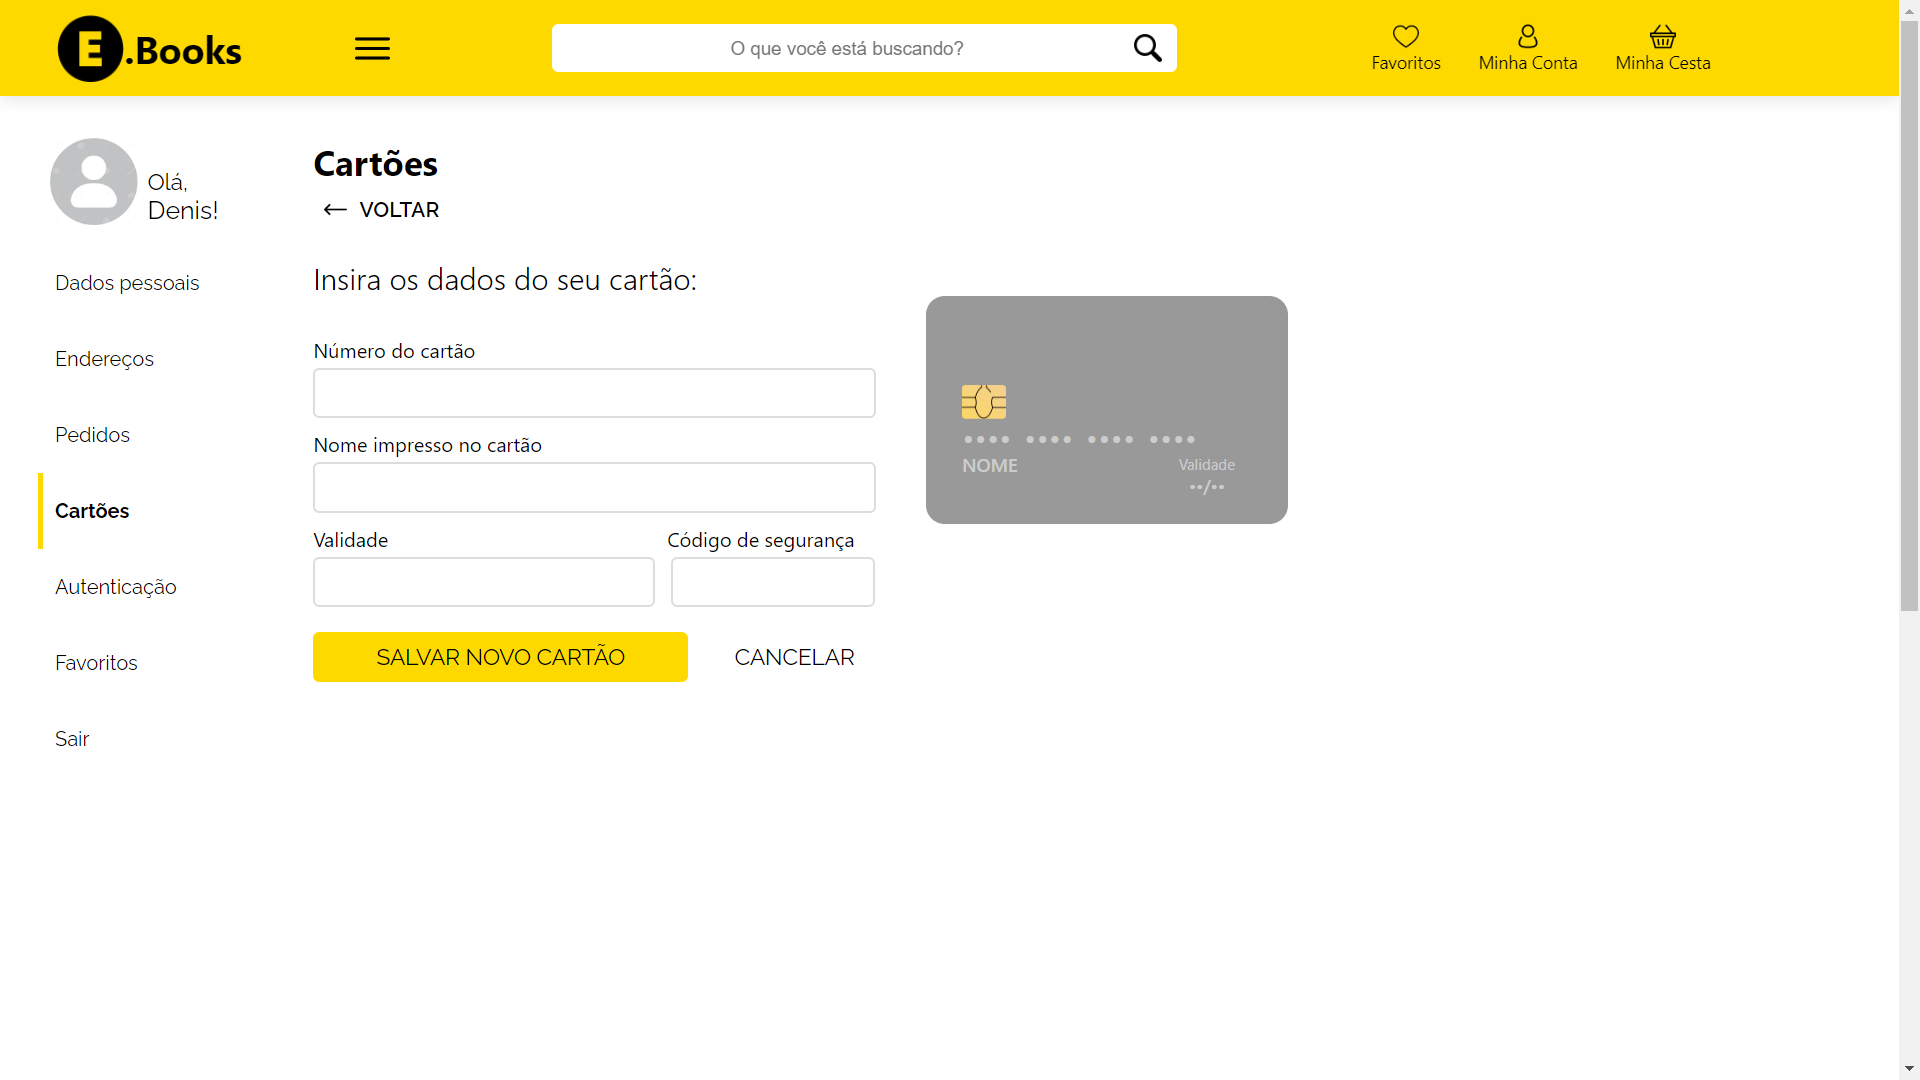 E.Books
O que você está buscando?
Favoritos
Minha Conta
Minha Cesta
Olá,
Denis!
Dados pessoais
Endereços
Pedidos
Cartões
Autenticação
Favoritos
Sair
Cartões
← VOLTAR
Insira os dados do seu cartão:
Número do cartão
Nome impresso no cartão
Validade
Código de segurança
SALVAR NOVO CARTÃO
CANCELAR
•••• •••• •••• ••••
NOME
Validade
••/••